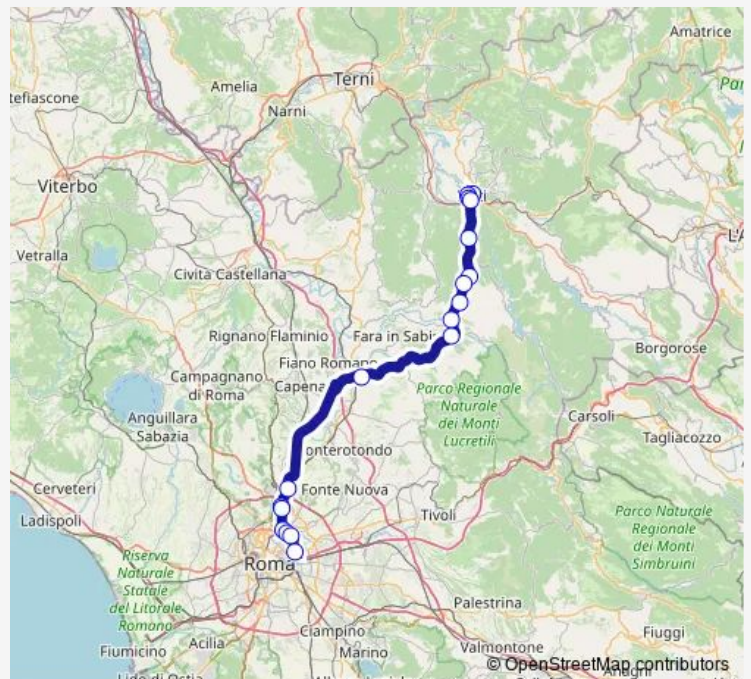 Amatrice
Terni
Amelia
tefiascone
Narni
Viterbo
Vetralla
Civita Castellana
Rignano Flaminio
Fara in Sabi
Borgorose
Fiano Romano
Campagnano
di Roma
Capena
Parco Regionale
Naturale
dei Monti
Lucretili
Carsoli
Anguillara
Sabazia
Tagliacozzo
onterotondo
Cerveteri
Fonte Nuova
Ladispoli
Tivoli
Parco Naturale
Regionale
dei Monti
Simbruini
Riserva
Naturale
Statale
del Litorale
Romano
Roma
Palestrina
Acilia
Ciampino
Fiuggi
Fiumicino
Marino
Valmontone
© OpenStreetMap contributors